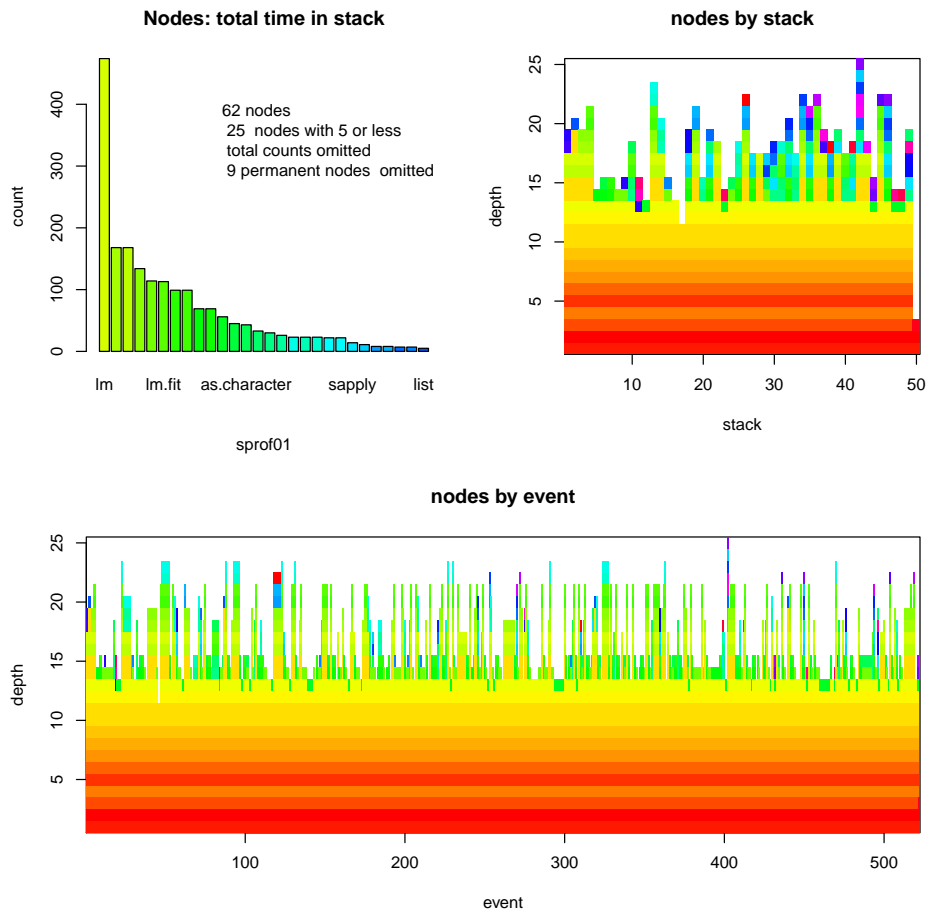 Nodes: total time in stack
62 nodes
25 nodes with 5 or less
total counts omitted
9 permanent nodes omitted
count
0
100
200
300
400
lm
lm.fit
as.character
sapply
list
sprof01
nodes by stack
depth
5
10
15
20
25
10
20
30
40
50
stack
nodes by event
depth
5
10
15
20
25
100
200
300
400
500
event